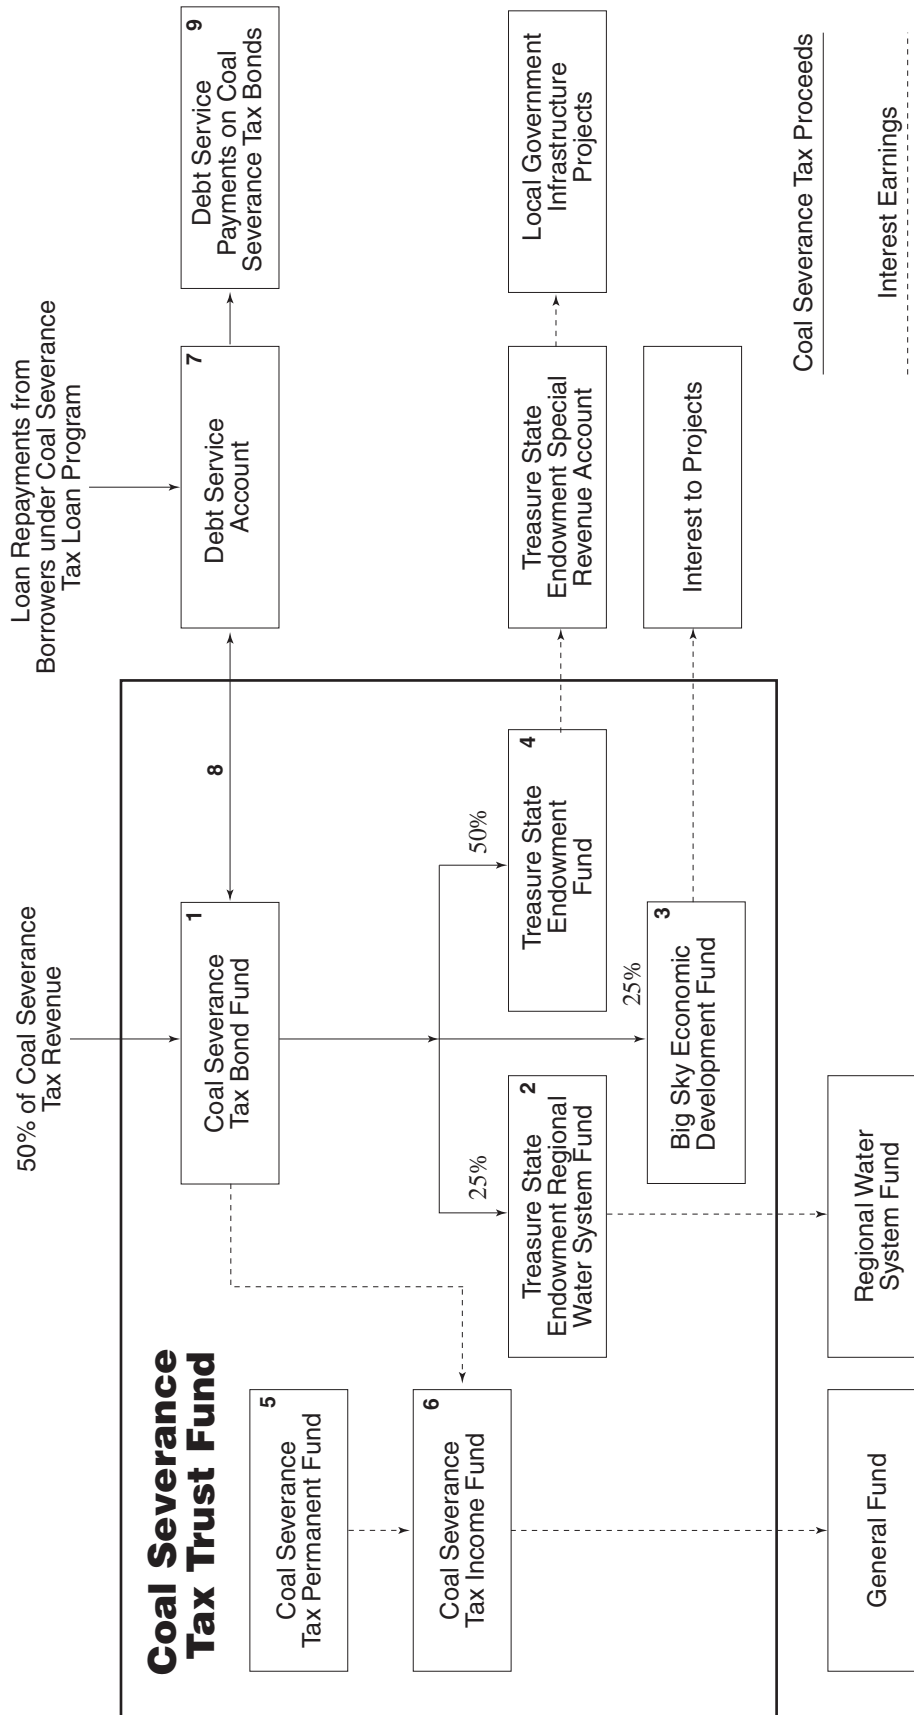 Coal Severance
Tax Trust Fund
50% of Coal Severance
Tax Revenue
Loan Repayments from
Borrowers under Coal Severance
Tax Loan Program
1
Coal Severance
Tax Bond Fund
8
7
Debt Service
Account
9
Debt Service
Payments on Coal
Severance Tax Bonds
5
Coal Severance
Tax Permanent Fund
6
Coal Severance
Tax Income Fund
25%
2
Treasure State
Endowment Regional
Water System Fund
50%
4
Treasure State
Endowment
Fund
Treasure State
Endowment Special
Revenue Account
Local Government
Infrastructure
Projects
25%
3
Big Sky Economic
Development Fund
Interest to Projects
General Fund
Regional Water
System Fund
Coal Severance Tax Proceeds
Interest Earnings